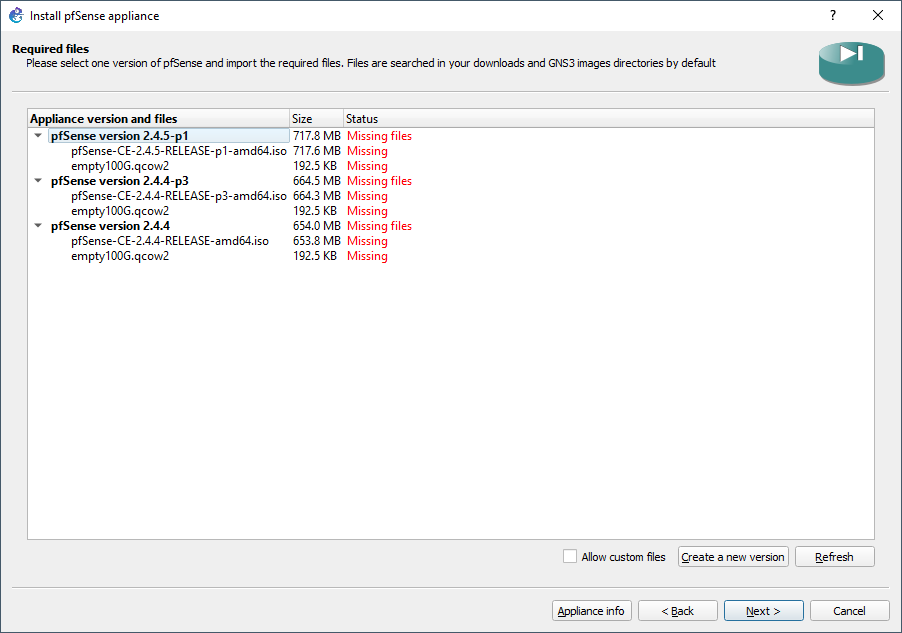 Install pfSense appliance
Required files
Please select one version of pfSense and import the required files. Files are searched in your downloads and GNS3 images directories by default
Appliance version and files Size Status
pfSense version 2.4.5-p1 717.8 MB Missing files
pfSense-CE-2.4.5-RELEASE-p1-amd64.iso 717.6 MB Missing
empty100G.qcow2 192.5 KB Missing
pfSense version 2.4.4-p3 664.5 MB Missing files
pfSense-CE-2.4.4-RELEASE-p3-amd64.iso 664.3 MB Missing
empty100G.qcow2 192.5 KB Missing
pfSense version 2.4.4 654.0 MB Missing files
pfSense-CE-2.4.4-RELEASE-amd64.iso 653.8 MB Missing
empty100G.qcow2 192.5 KB Missing
Allow custom files Create a new version Refresh
Appliance info < Back Next > Cancel